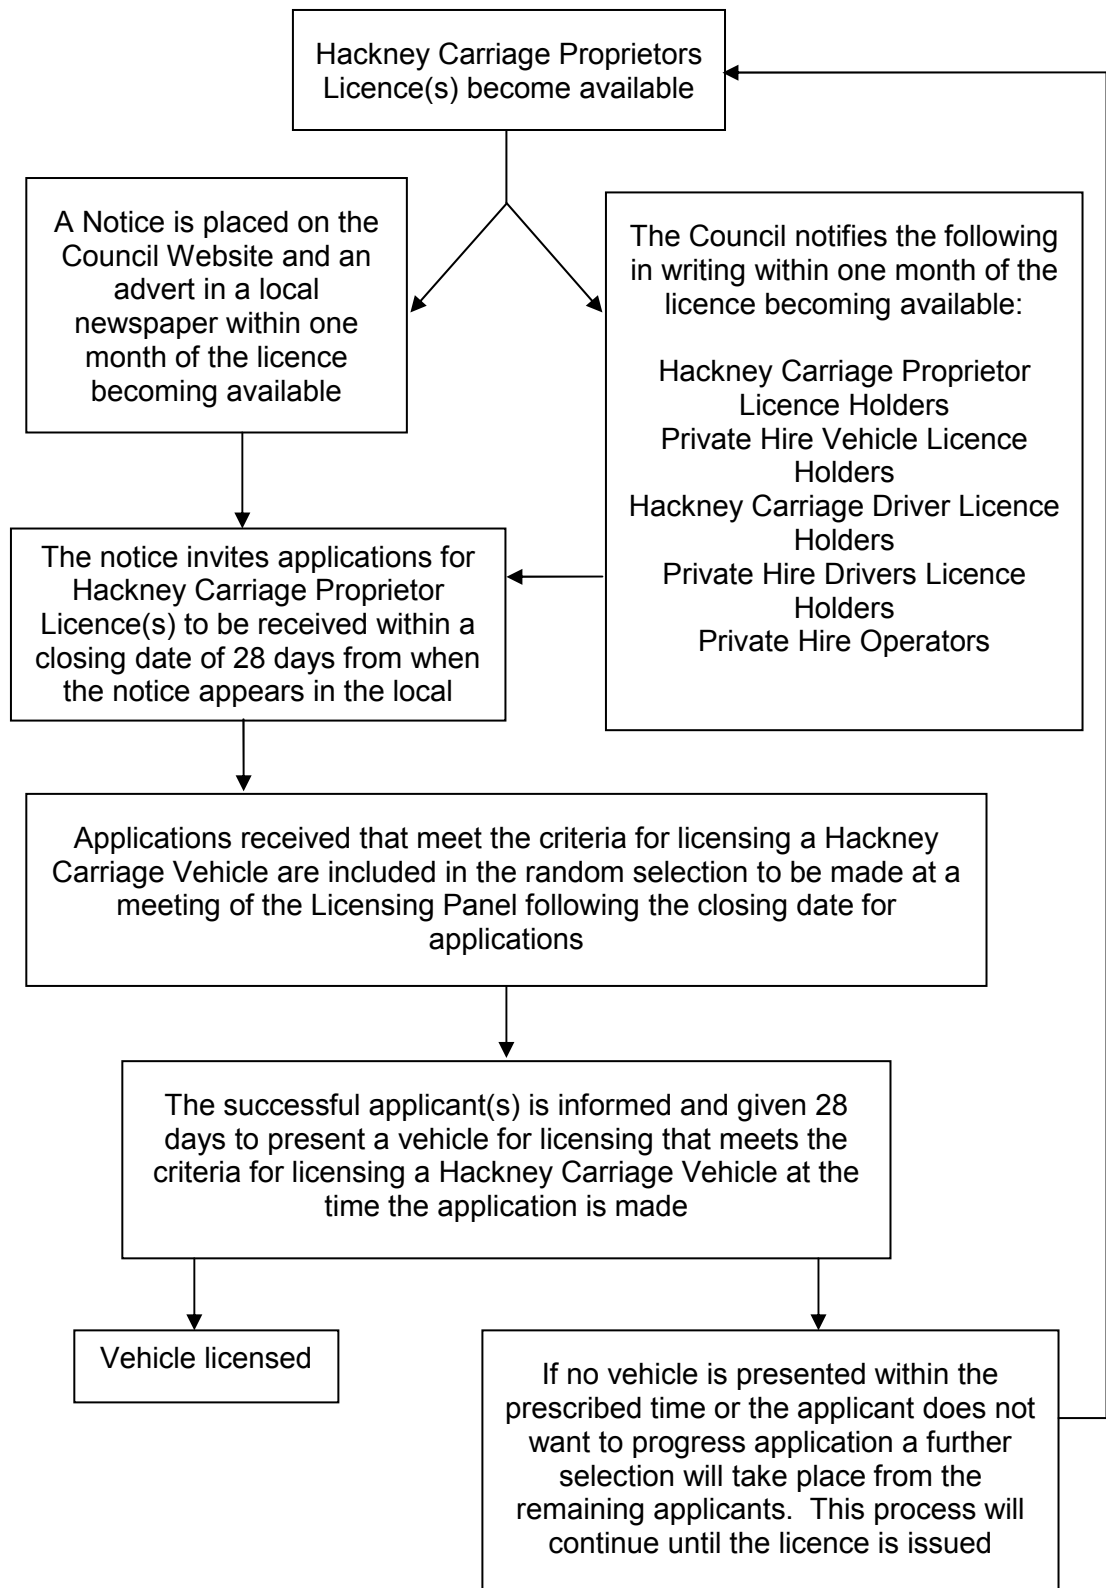 Hackney Carriage Proprietors
Licence(s) become available
A Notice is placed on the
Council Website and an
advert in a local
newspaper within one
month of the licence
becoming available
The Council notifies the following
in writing within one month of the
licence becoming available:
Hackney Carriage Proprietor
Licence Holders
Private Hire Vehicle Licence
Holders
Hackney Carriage Driver Licence
Holders
Private Hire Drivers Licence
Holders
Private Hire Operators
The notice invites applications for
Hackney Carriage Proprietor
Licence(s) to be received within a
closing date of 28 days from when
the notice appears in the local
Applications received that meet the criteria for licensing a Hackney
Carriage Vehicle are included in the random selection to be made at a
meeting of the Licensing Panel following the closing date for
applications
The successful applicant(s) is informed and given 28
days to present a vehicle for licensing that meets the
criteria for licensing a Hackney Carriage Vehicle at the
time the application is made
Vehicle licensed
If no vehicle is presented within the
prescribed time or the applicant does not
want to progress application a further
selection will take place from the
remaining applicants.  This process will
continue until the licence is issued